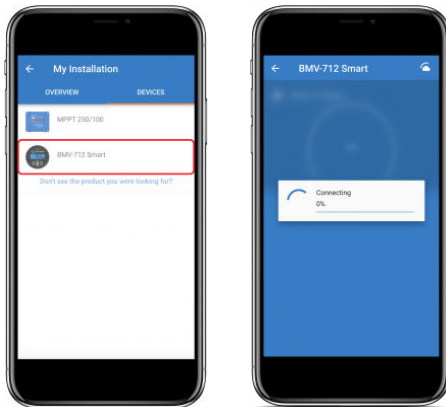 My Installation
OVERVIEW DEVICES
MPPT 250/100
BMV-712 Smart
Don't see the product you were looking for?
BMV-712 Smart
Connecting
0%